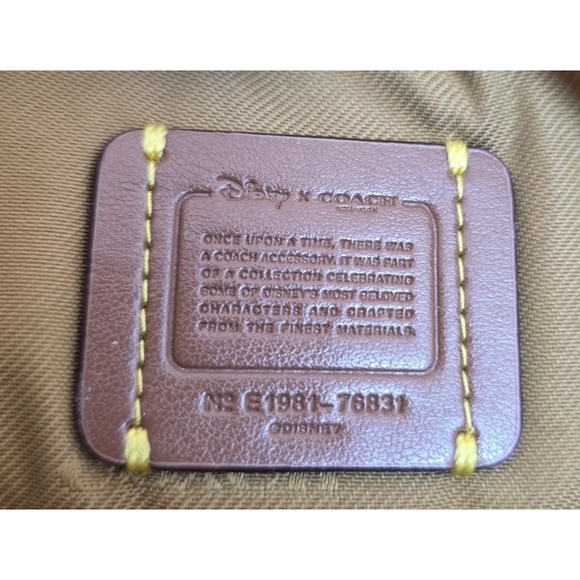 Disney x COACH
ONCE UPON A TIME, THERE WAS
A COACH ACCESSORY. IT WAS PART
OF A COLLECTION CELEBRATING
SOME OF DISNEY'S MOST BELOVED
CHARACTERS AND CRAFTED
FROM THE FINEST MATERIALS.
Nº E1981-76831
©DISNEY